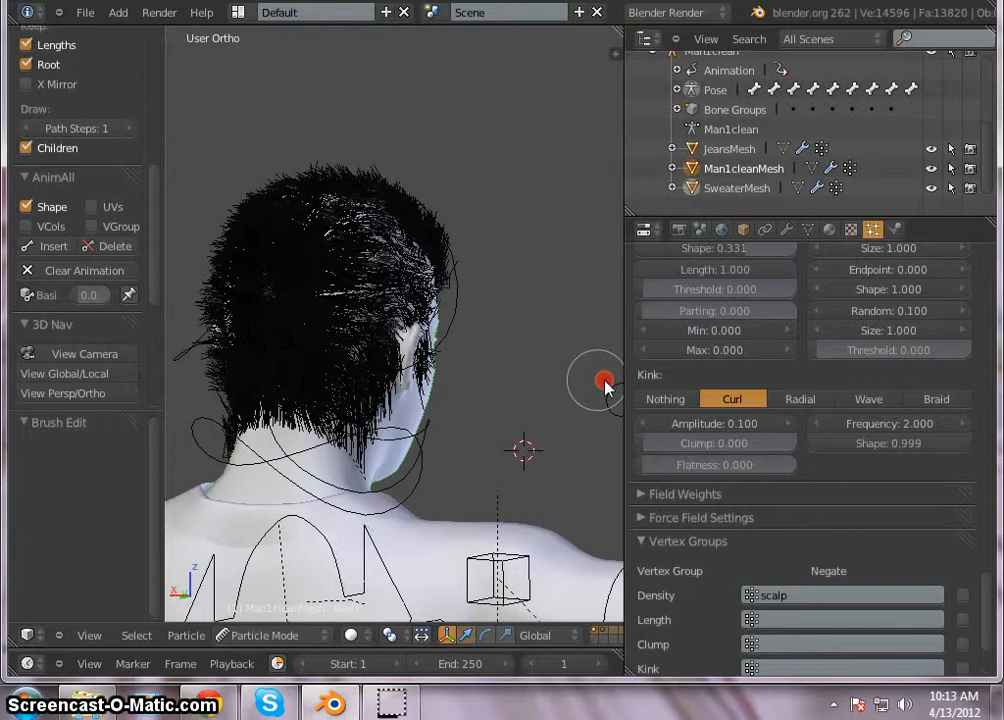 File Add Render Help Default Scene Blender Render blender.org 262 | Ve:14596 | Fa:13820
User Ortho
View Search All Scenes
Keep:
Lengths
Root
X Mirror
Draw:
Path Steps: 1
Children
AnimAll
Shape UVs
VCols VGroup
Insert Delete
Clear Animation
Basi 0.0
3D Nav
View Camera
View Global/Local
View Persp/Ortho
Brush Edit
Man1clean
Animation
Pose
Bone Groups
Man1clean
JeansMesh
Man1cleanMesh
SweaterMesh
Shape: 0.331 Size: 1.000
Length: 1.000 Endpoint: 0.000
Threshold: 0.000 Shape: 1.000
Parting: 0.000 Random: 0.100
Min: 0.000 Size: 1.000
Max: 0.000 Threshold: 0.000
Kink:
Nothing Curl Radial Wave Braid
Amplitude: 0.100 Frequency: 2.000
Clump: 0.000 Shape: 0.999
Flatness: 0.000
Field Weights
Force Field Settings
Vertex Groups
Vertex Group Negate
Density scalp
Length
Clump
Kink
z
x
(1) Man1cleanMesh : Basis
View Select Particle Particle Mode Global
View Marker Frame Playback Start: 1 End: 250 1
Screencast-O-Matic.com
10:13 AM
4/13/2012